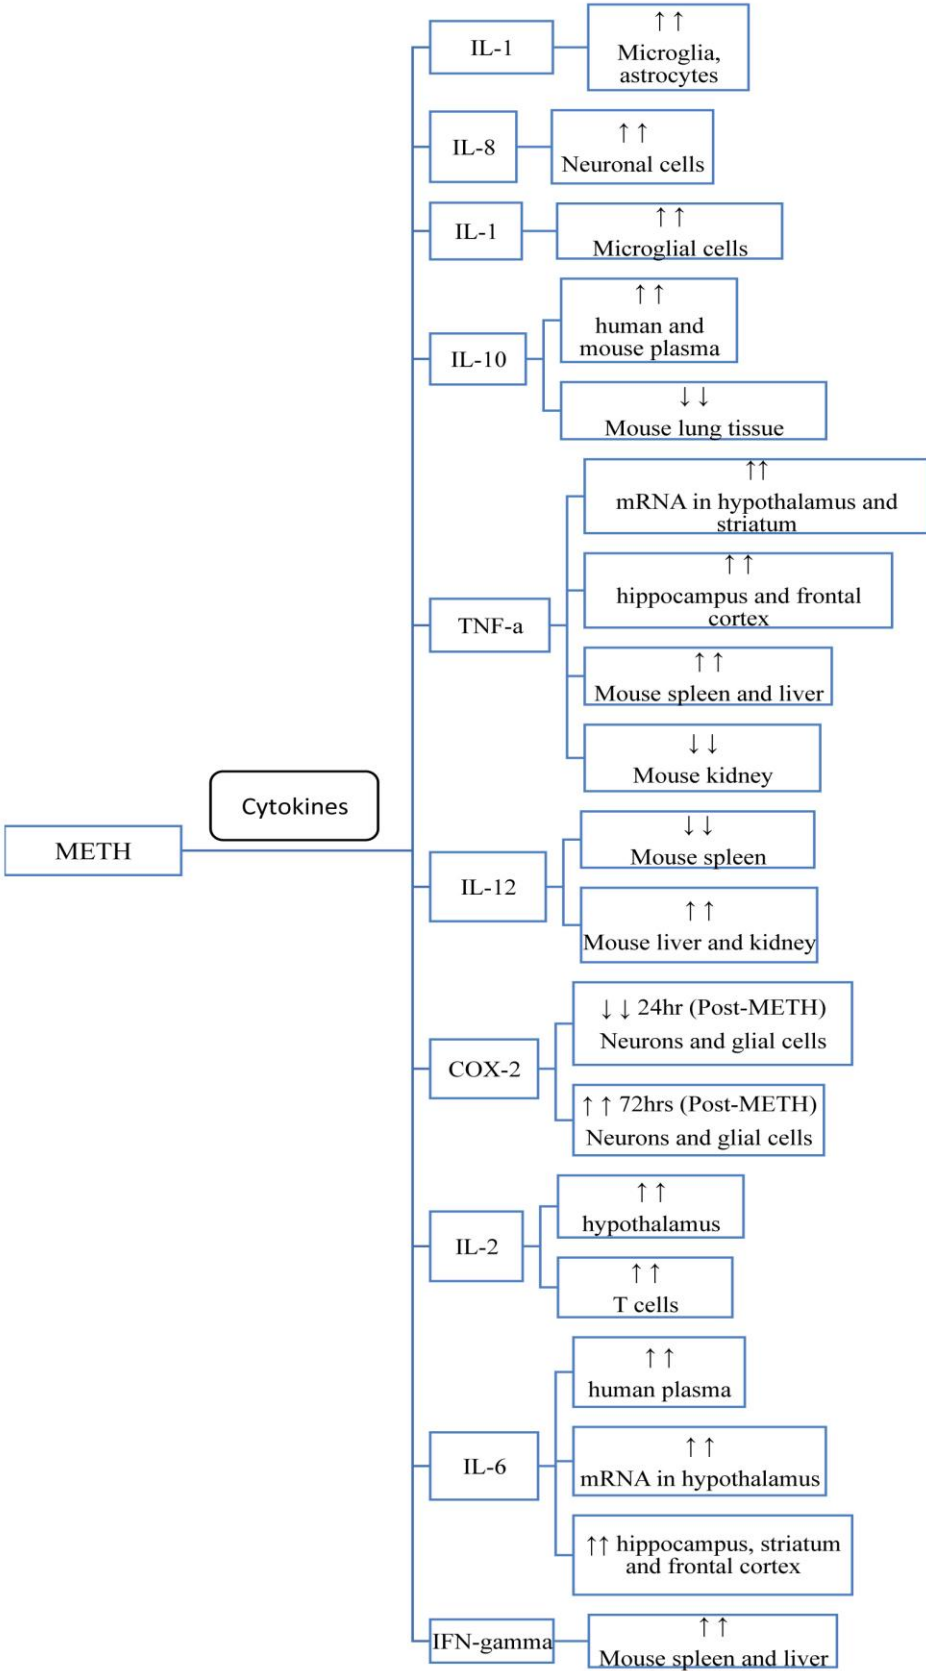 METH
Cytokines
IL-1
↑ ↑
Microglia,
astrocytes
IL-8
↑ ↑
Neuronal cells
IL-1
↑ ↑
Microglial cells
IL-10
↑ ↑
human and
mouse plasma
↓ ↓
Mouse lung tissue
TNF-a
↑↑
mRNA in hypothalamus and
striatum
↑ ↑
hippocampus and frontal
cortex
↑ ↑
Mouse spleen and liver
↓ ↓
Mouse kidney
IL-12
↓ ↓
Mouse spleen
↑ ↑
Mouse liver and kidney
COX-2
↓ ↓ 24hr (Post-METH)
Neurons and glial cells
↑ ↑ 72hrs (Post-METH)
Neurons and glial cells
IL-2
↑ ↑
hypothalamus
↑ ↑
T cells
IL-6
↑ ↑
human plasma
↑ ↑
mRNA in hypothalamus
↑↑ hippocampus, striatum
and frontal cortex
IFN-gamma
↑ ↑
Mouse spleen and liver